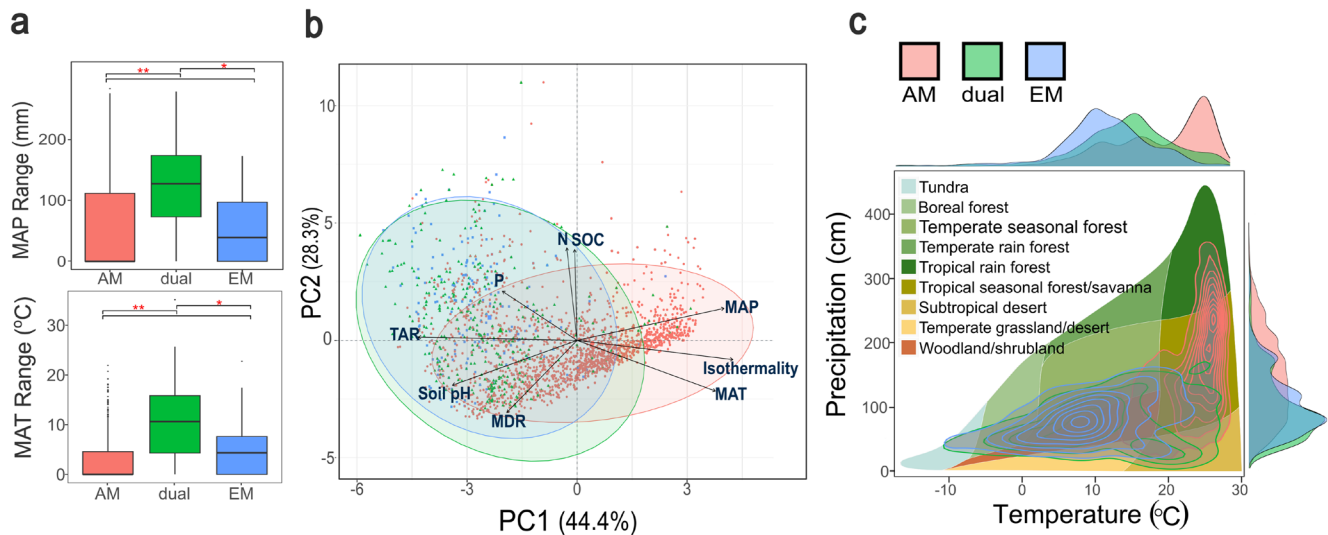 a
MAP Range (mm)
200
100
0
**
*
AM
dual
EM
MAT Range (ºC)
30
20
10
0
**
*
AM
dual
EM
b
PC2 (28.3%)
10
5
0
-5
N SOC
P
MAP
TAR
Isothermality
Soil pH
MAT
MDR
-6
-3
0
3
PC1 (44.4%)
c
AM
dual
EM
Precipitation (cm)
400
300
200
100
0
Tundra
Boreal forest
Temperate seasonal forest
Temperate rain forest
Tropical rain forest
Tropical seasonal forest/savanna
Subtropical desert
Temperate grassland/desert
Woodland/shrubland
-10
0
10
20
30
Temperature (ºC)